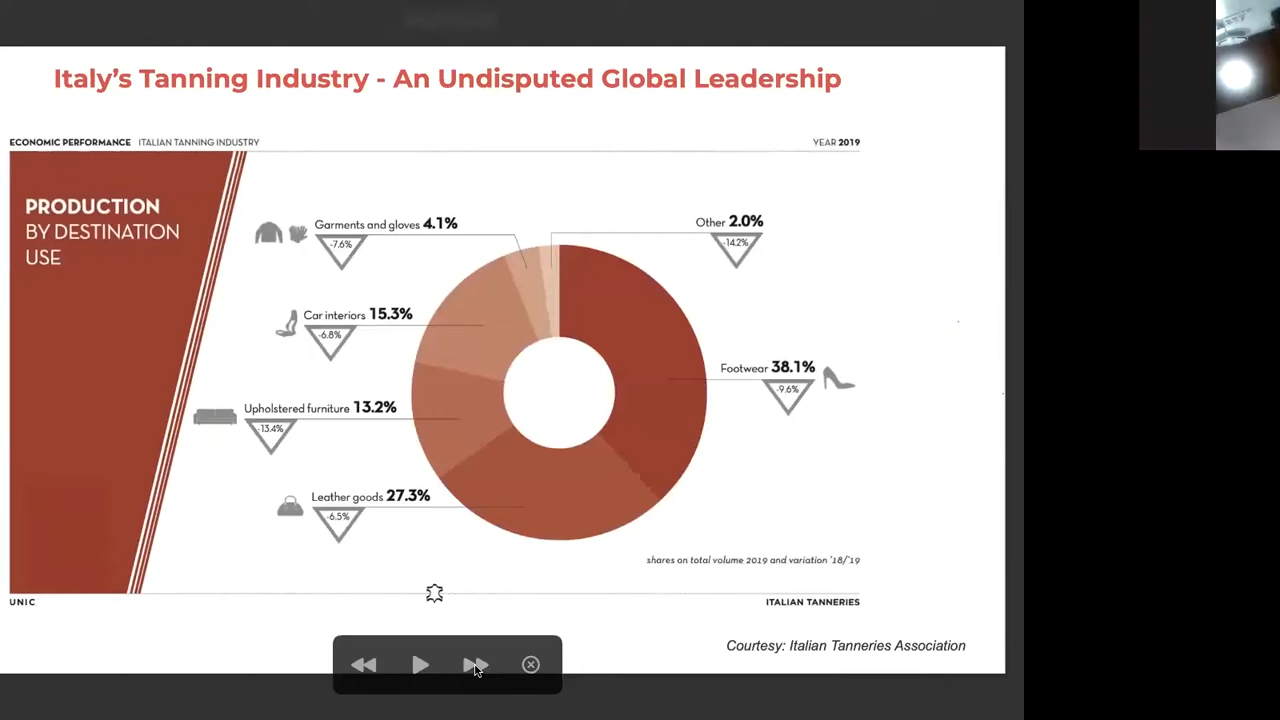 Italy's Tanning Industry - An Undisputed Global Leadership
ECONOMIC PERFORMANCE ITALIAN TANNING INDUSTRY
YEAR 2019
PRODUCTION
BY DESTINATION
USE
Garments and gloves 4.1%
-7.6%
Other 2.0%
-14.2%
Car interiors 15.3%
-6.8%
Footwear 38.1%
-9.6%
Upholstered furniture 13.2%
-13.4%
Leather goods 27.3%
-6.5%
shares on total volume 2019 and variation '18/'19
UNIC
ITALIAN TANNERIES
Courtesy: Italian Tanneries Association